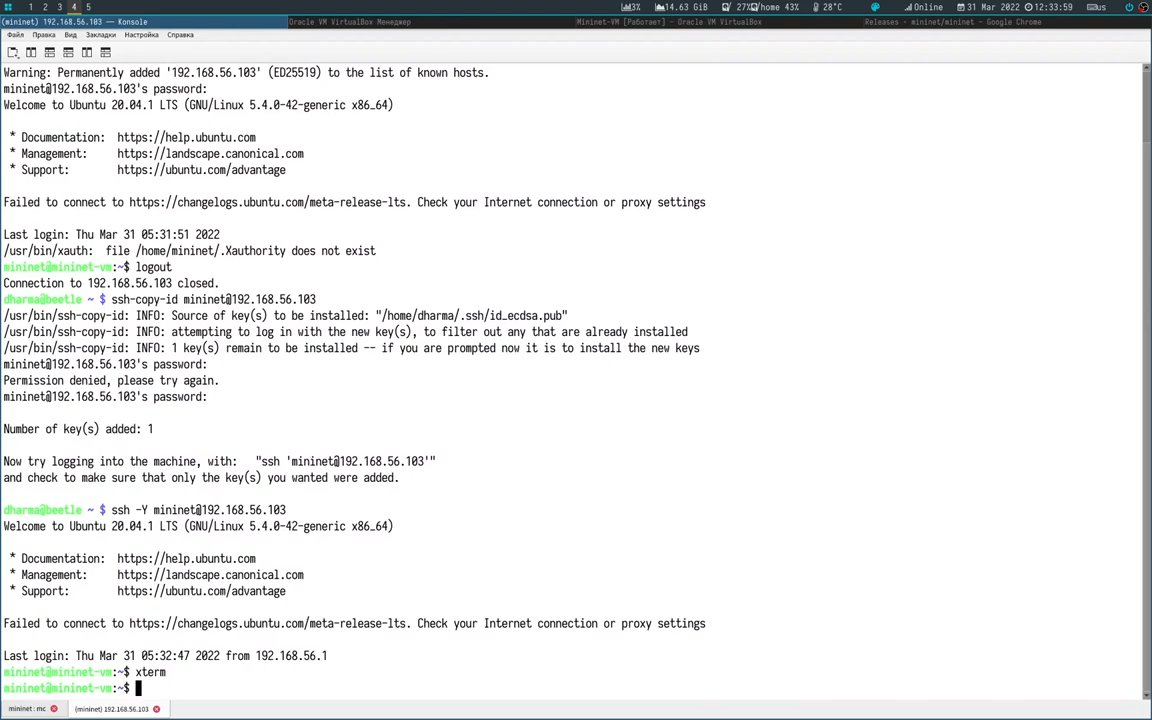 1 2 3 4 5
3% 14.63 GiB 27% /home 43% 28°C Online 31 Mar 2022 12:33:59 us
(mininet) 192.168.56.103 — Konsole
Oracle VM VirtualBox Менеджер
Mininet-VM [Работает] - Oracle VM VirtualBox
Releases · mininet/mininet - Google Chrome
Файл Правка Вид Закладки Настройка Справка
Warning: Permanently added '192.168.56.103' (ED25519) to the list of known hosts.
mininet@192.168.56.103's password:
Welcome to Ubuntu 20.04.1 LTS (GNU/Linux 5.4.0-42-generic x86_64)
* Documentation: https://help.ubuntu.com
* Management: https://landscape.canonical.com
* Support: https://ubuntu.com/advantage
Failed to connect to https://changelogs.ubuntu.com/meta-release-lts. Check your Internet connection or proxy settings
Last login: Thu Mar 31 05:31:51 2022
/usr/bin/xauth: file /home/mininet/.Xauthority does not exist
mininet@mininet-vm:~$ logout
Connection to 192.168.56.103 closed.
dharma@beetle ~ $ ssh-copy-id mininet@192.168.56.103
/usr/bin/ssh-copy-id: INFO: Source of key(s) to be installed: "/home/dharma/.ssh/id_ecdsa.pub"
/usr/bin/ssh-copy-id: INFO: attempting to log in with the new key(s), to filter out any that are already installed
/usr/bin/ssh-copy-id: INFO: 1 key(s) remain to be installed -- if you are prompted now it is to install the new keys
mininet@192.168.56.103's password:
Permission denied, please try again.
mininet@192.168.56.103's password:
Number of key(s) added: 1
Now try logging into the machine, with: "ssh 'mininet@192.168.56.103'"
and check to make sure that only the key(s) you wanted were added.
dharma@beetle ~ $ ssh -Y mininet@192.168.56.103
Welcome to Ubuntu 20.04.1 LTS (GNU/Linux 5.4.0-42-generic x86_64)
* Documentation: https://help.ubuntu.com
* Management: https://landscape.canonical.com
* Support: https://ubuntu.com/advantage
Failed to connect to https://changelogs.ubuntu.com/meta-release-lts. Check your Internet connection or proxy settings
Last login: Thu Mar 31 05:32:47 2022 from 192.168.56.1
mininet@mininet-vm:~$ xterm
mininet@mininet-vm:~$
mininet : mc
(mininet) 192.168.56.103